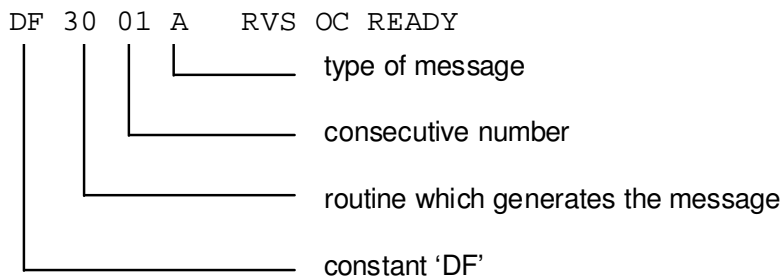 DF 30 01 A RVS OC READY
type of message
consecutive number
routine which generates the message
constant ‘DF’